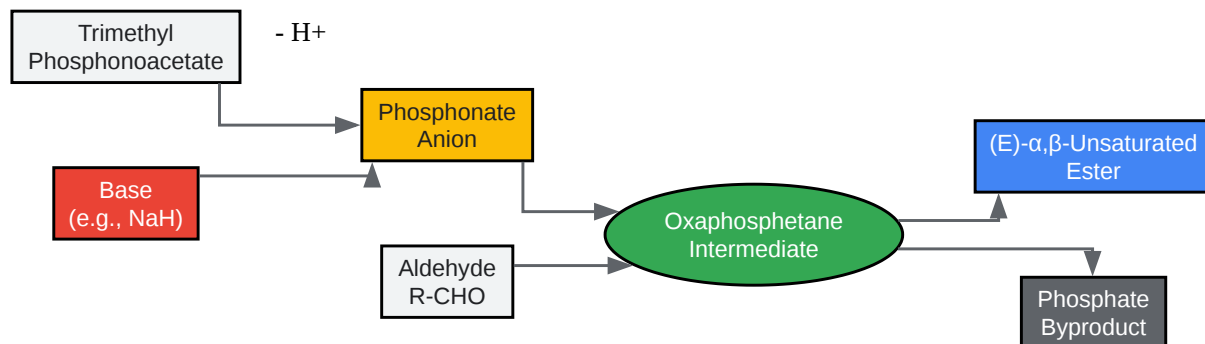 Trimethyl
Phosphonoacetate
- H+
Phosphonate
Anion
Base
(e.g., NaH)
Aldehyde
R-CHO
Oxaphosphetane
Intermediate
(E)-α,β-Unsaturated
Ester
Phosphate
Byproduct